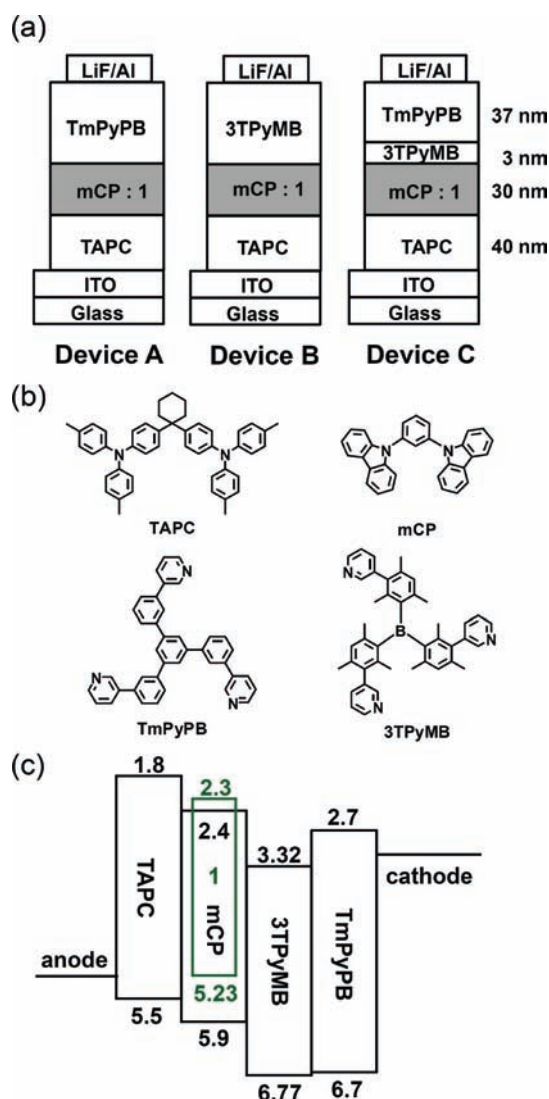 (a)
LiF/Al LiF/Al LiF/Al
TmPyPB 3TPyMB TmPyPB 37 nm
3TPyMB 3 nm
mCP : 1 mCP : 1 mCP : 1 30 nm
TAPC TAPC TAPC 40 nm
ITO ITO ITO
Glass Glass Glass
Device A Device B Device C
(b)
N N N N
TAPC mCP
N N
B N
N N N
TmPyPB 3TPyMB
(c)
1.8 2.3 2.7
2.4 3.32
TAPC 1 mCP 3TPyMB TmPyPB cathode
anode
5.5 5.23
5.9
6.77 6.7